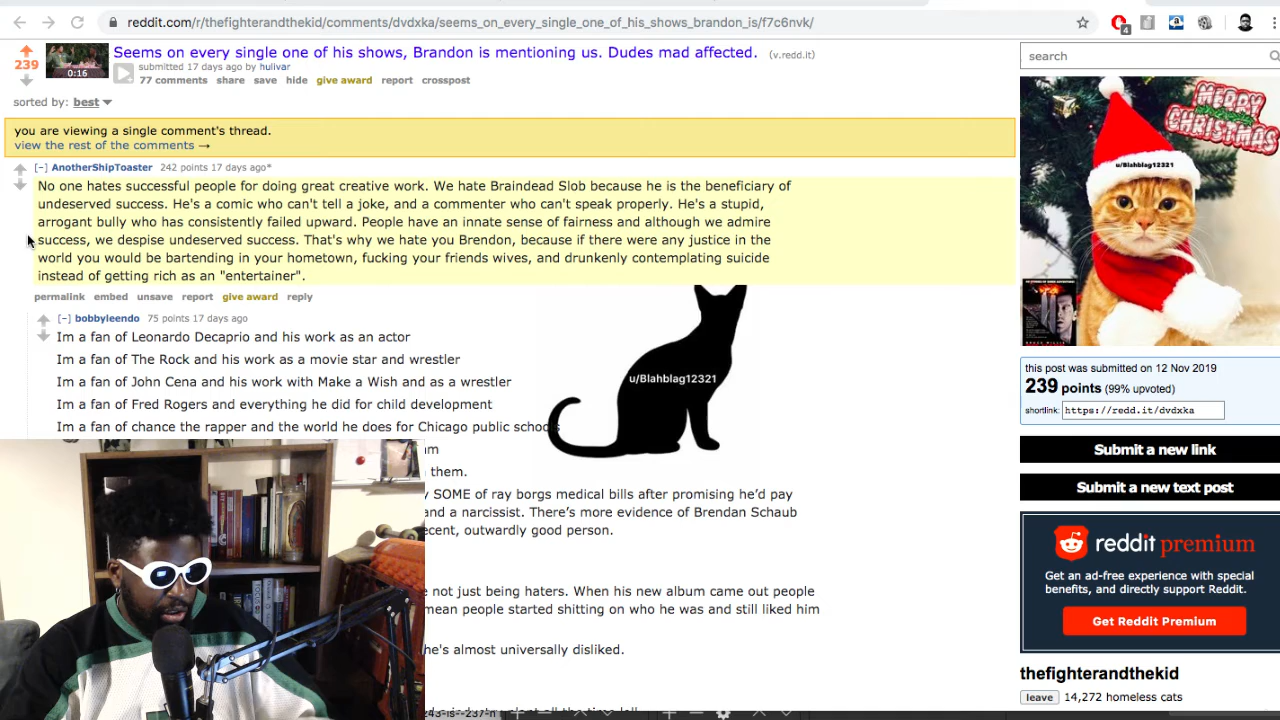 reddit.com/r/thefighterandthekid/comments/dvdxka/seems_on_every_single_one_of_his_shows_brandon_is/f7c6nvk/
4
239
0:16
Seems on every single one of his shows, Brandon is mentioning us. Dudes mad affected. (v.redd.it)
submitted 17 days ago by hulivar
77 comments share save hide give award report crosspost
sorted by: best
you are viewing a single comment's thread.
view the rest of the comments →
[–] AnotherShipToaster 242 points 17 days ago*
No one hates successful people for doing great creative work. We hate Braindead Slob because he is the beneficiary of
undeserved success. He's a comic who can't tell a joke, and a commenter who can't speak properly. He's a stupid,
arrogant bully who has consistently failed upward. People have an innate sense of fairness and although we admire
success, we despise undeserved success. That's why we hate you Brendon, because if there were any justice in the
world you would be bartending in your hometown, fucking your friends wives, and drunkenly contemplating suicide
instead of getting rich as an "entertainer".
permalink embed unsave report give award reply
[–] bobbyleendo 75 points 17 days ago
Im a fan of Leonardo Decaprio and his work as an actor
Im a fan of The Rock and his work as a movie star and wrestler
Im a fan of John Cena and his work with Make a Wish and as a wrestler
Im a fan of Fred Rogers and everything he did for child development
Im a fan of chance the rapper and the world he does for Chicago public schools
am
them.
SOME of ray borgs medical bills after promising he'd pay
and a narcissist. There's more evidence of Brendan Schaub
decent, outwardly good person.
not just being haters. When his new album came out people
mean people started shitting on who he was and still liked him
he's almost universally disliked.
u/Blahblag12321
search
MERRY
CHRISTMAS
u/Blahblag12321
this post was submitted on 12 Nov 2019
239 points (99% upvoted)
shortlink: https://redd.it/dvdxka
Submit a new link
Submit a new text post
reddit premium
Get an ad-free experience with special
benefits, and directly support Reddit.
Get Reddit Premium
thefighterandthekid
leave 14,272 homeless cats